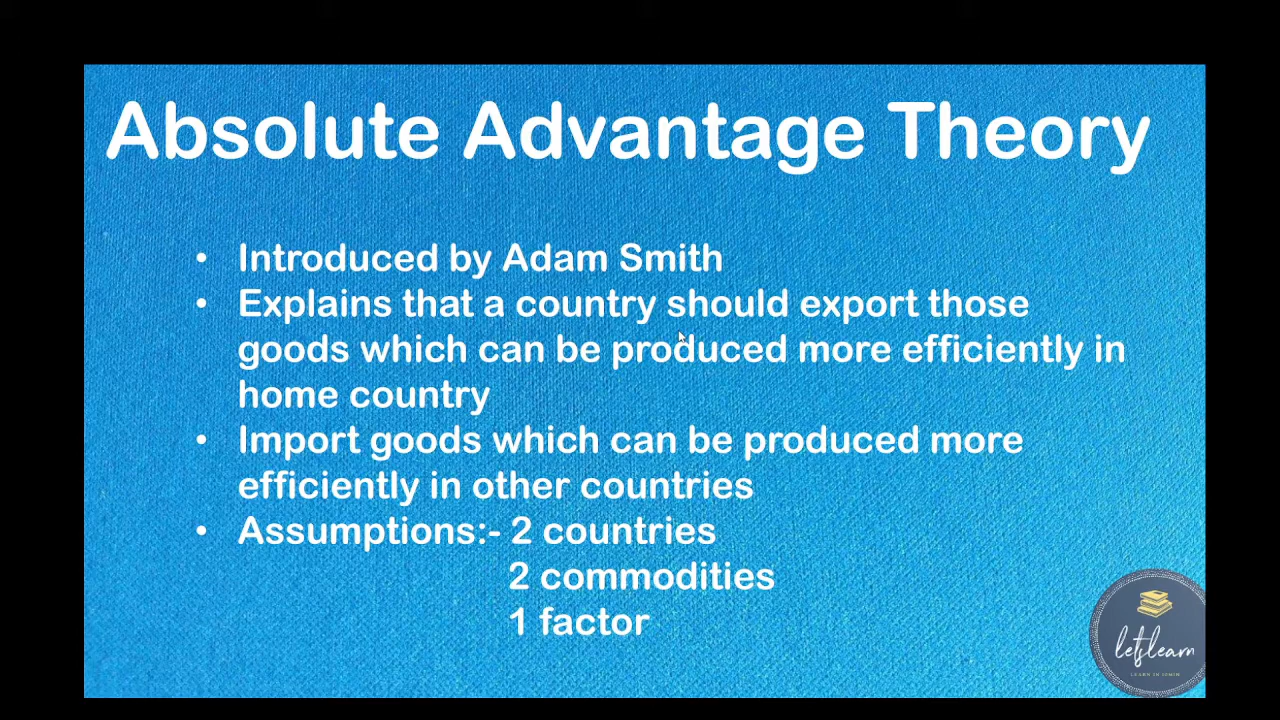 Absolute Advantage Theory
• Introduced by Adam Smith
• Explains that a country should export those
goods which can be produced more efficiently in
home country
• Import goods which can be produced more
efficiently in other countries
• Assumptions:- 2 countries
2 commodities
1 factor
let's learn